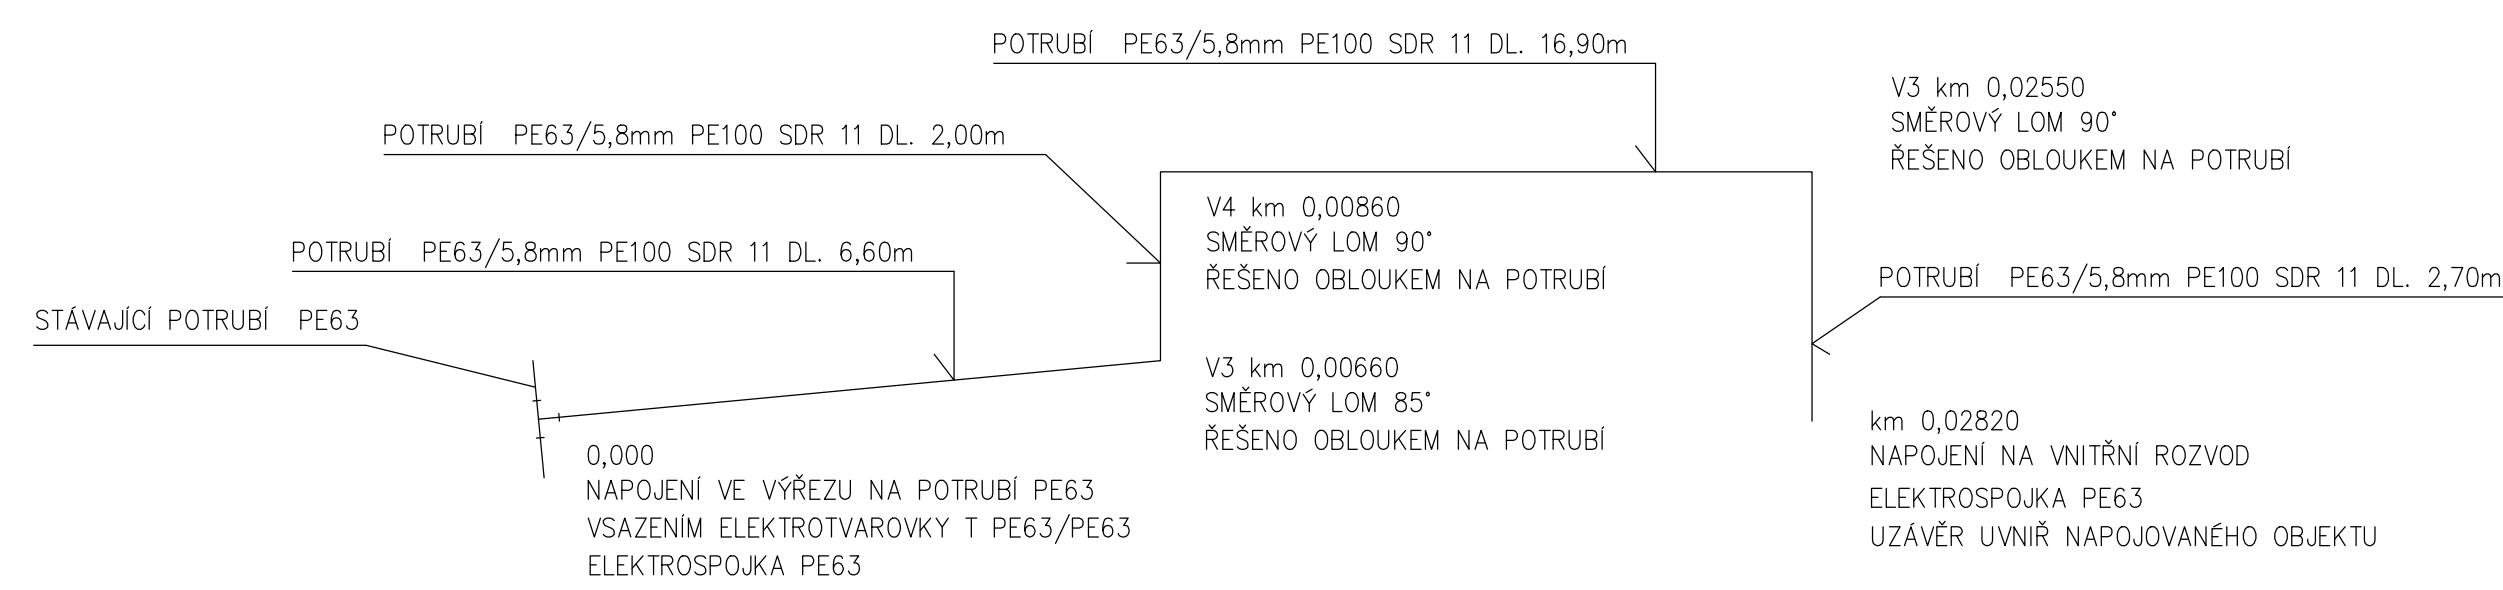 POTRUBÍ PE63/5,8mm PE100 SDR 11 DL. 16,90m
V3 km 0,02550
SMĚROVÝ LOM 90°
ŘEŠENO OBLOUKEM NA POTRUBÍ
POTRUBÍ PE63/5,8mm PE100 SDR 11 DL. 2,00m
V4 km 0,00860
SMĚROVÝ LOM 90°
ŘEŠENO OBLOUKEM NA POTRUBÍ
POTRUBÍ PE63/5,8mm PE100 SDR 11 DL. 6,60m
POTRUBÍ PE63/5,8mm PE100 SDR 11 DL. 2,70m
STÁVAJÍCÍ POTRUBÍ PE63
V3 km 0,00660
SMĚROVÝ LOM 85°
ŘEŠENO OBLOUKEM NA POTRUBÍ
km 0,02820
NAPOJENÍ NA VNITŘNÍ ROZVOD
ELEKTROSPOJKA PE63
UZÁVĚR UVNIŘ NAPOJOVANÉHO OBJEKTU
0,000
NAPOJENÍ VE VÝŘEZU NA POTRUBÍ PE63
VSAZENÍM ELEKTROTVAROVKY T PE63/PE63
ELEKTROSPOJKA PE63